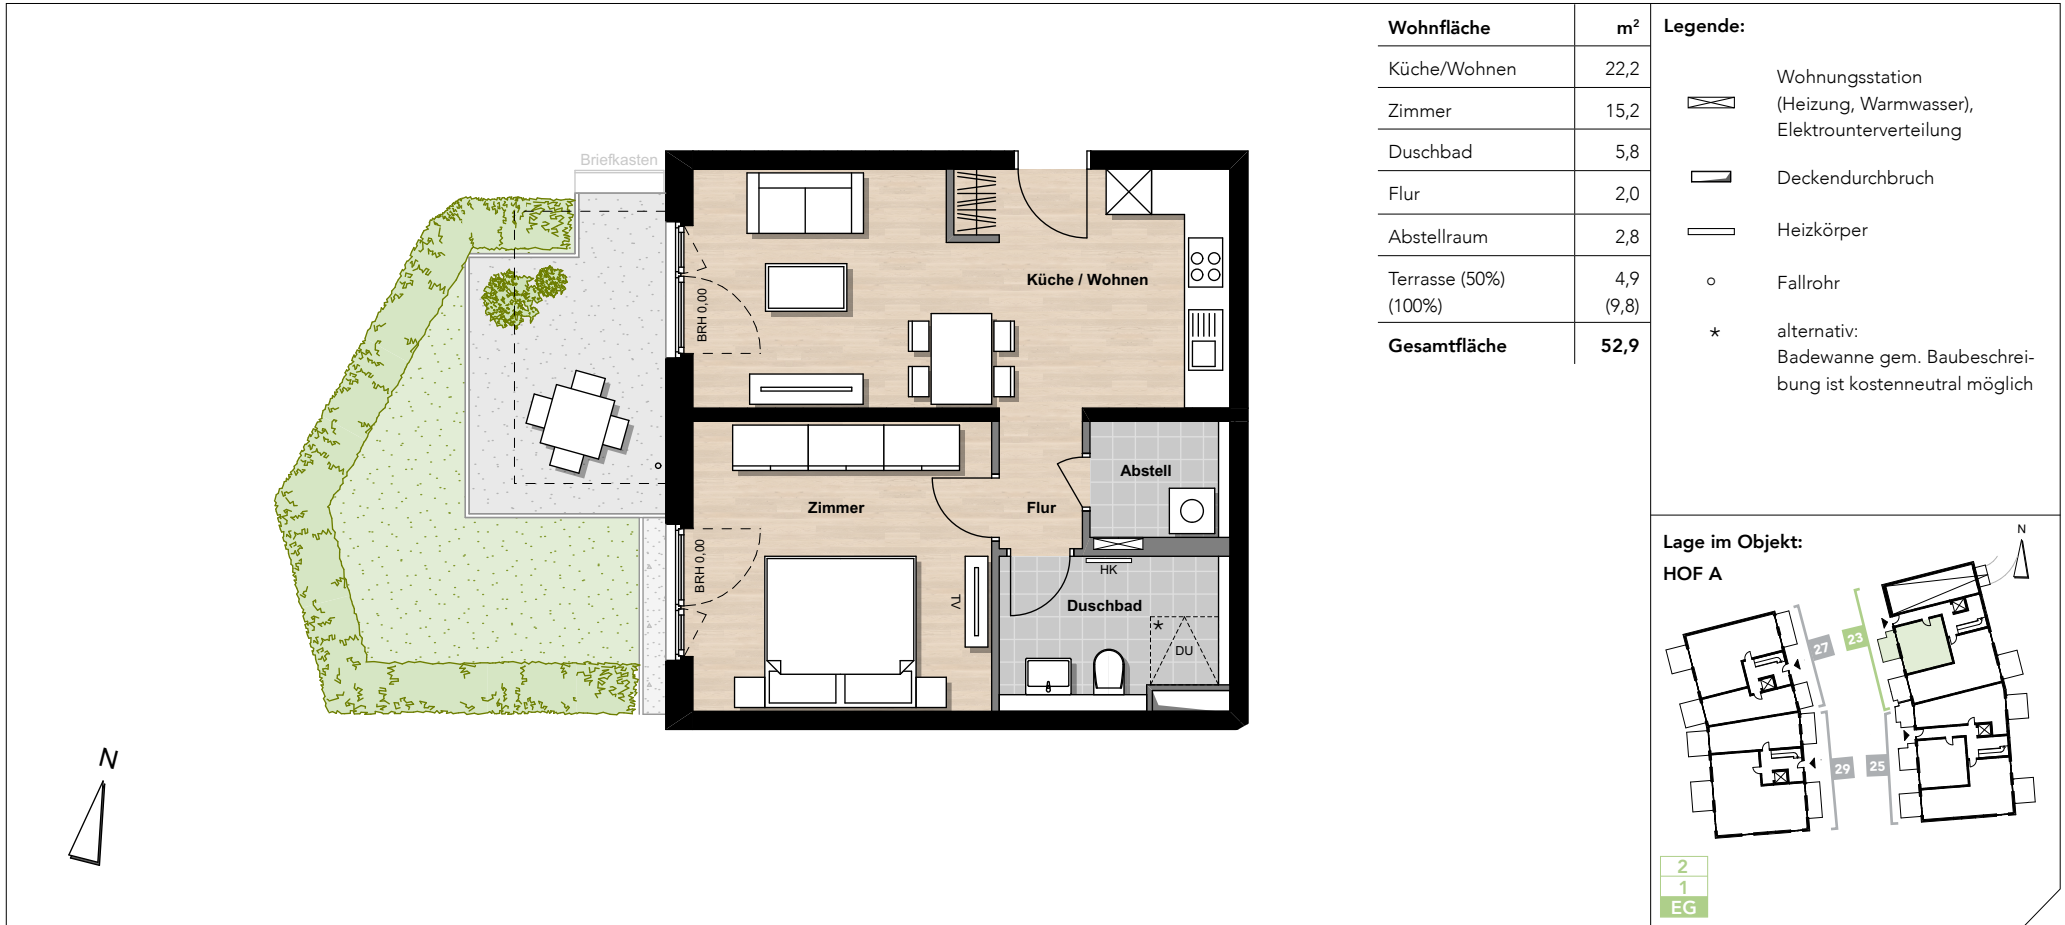 Briefkasten
BRH 0,00
Küche / Wohnen
Zimmer
Flur
Abstell
BRH 0,00
TV
HK
Duschbad
*
DU
N
Wohnfläche m²
Küche/Wohnen 22,2
Zimmer 15,2
Duschbad 5,8
Flur 2,0
Abstellraum 2,8
Terrasse (50%) 4,9
(100%) (9,8)
Gesamtfläche 52,9
Legende:
Wohnungsstation
(Heizung, Warmwasser),
Elektrounterverteilung
Deckendurchbruch
Heizkörper
Fallrohr
* alternativ:
Badewanne gem. Baubeschrei-
bung ist kostenneutral möglich
Lage im Objekt:
HOF A
N
27
23
29
25
2
1
EG